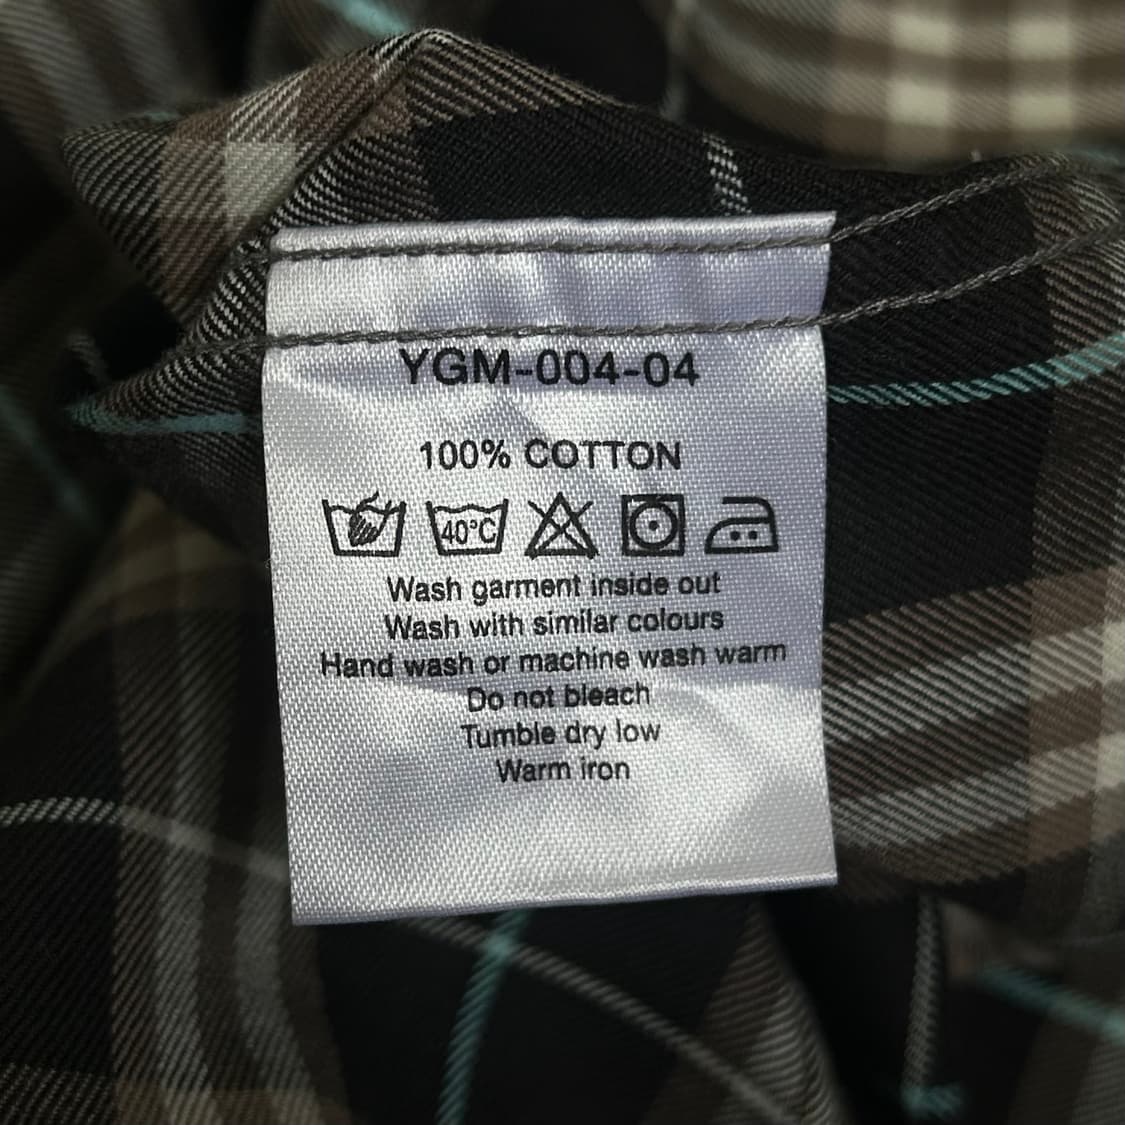 YGM-004-04
100% COTTON
40°C
Wash garment inside out
Wash with similar colours
Hand wash or machine wash warm
Do not bleach
Tumble dry low
Warm iron